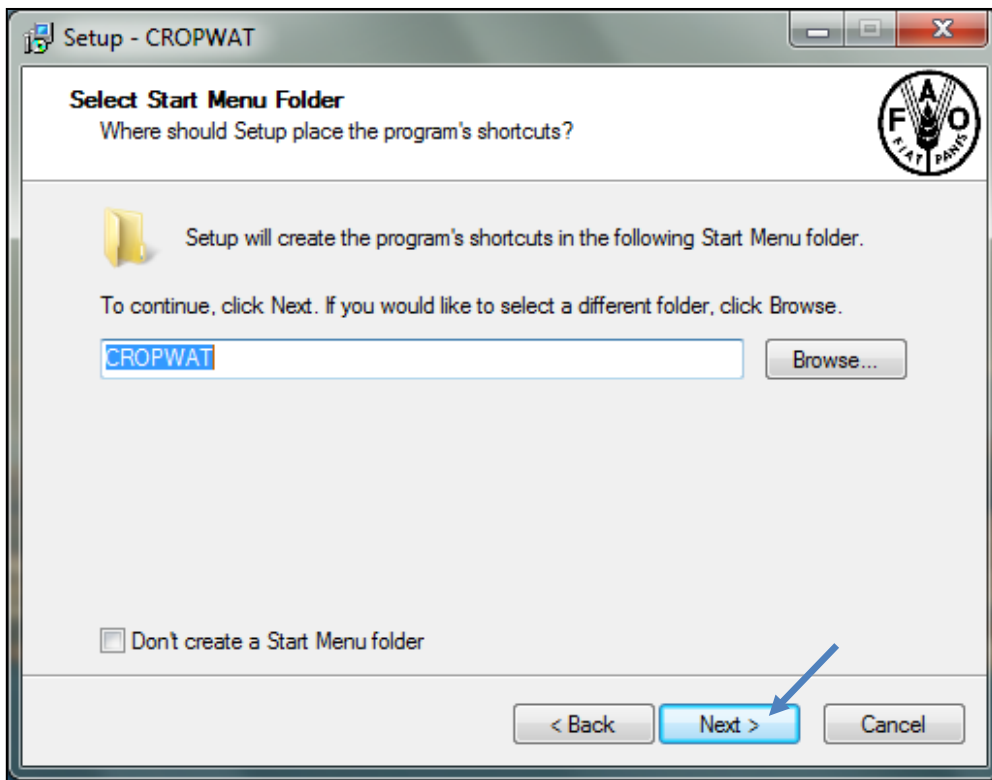 Setup - CROPWAT
Select Start Menu Folder
Where should Setup place the program's shortcuts?
F A O
FIAT PANIS
Setup will create the program's shortcuts in the following Start Menu folder.
To continue, click Next. If you would like to select a different folder, click Browse.
CROPWAT
Browse...
Don't create a Start Menu folder
< Back
Next >
Cancel